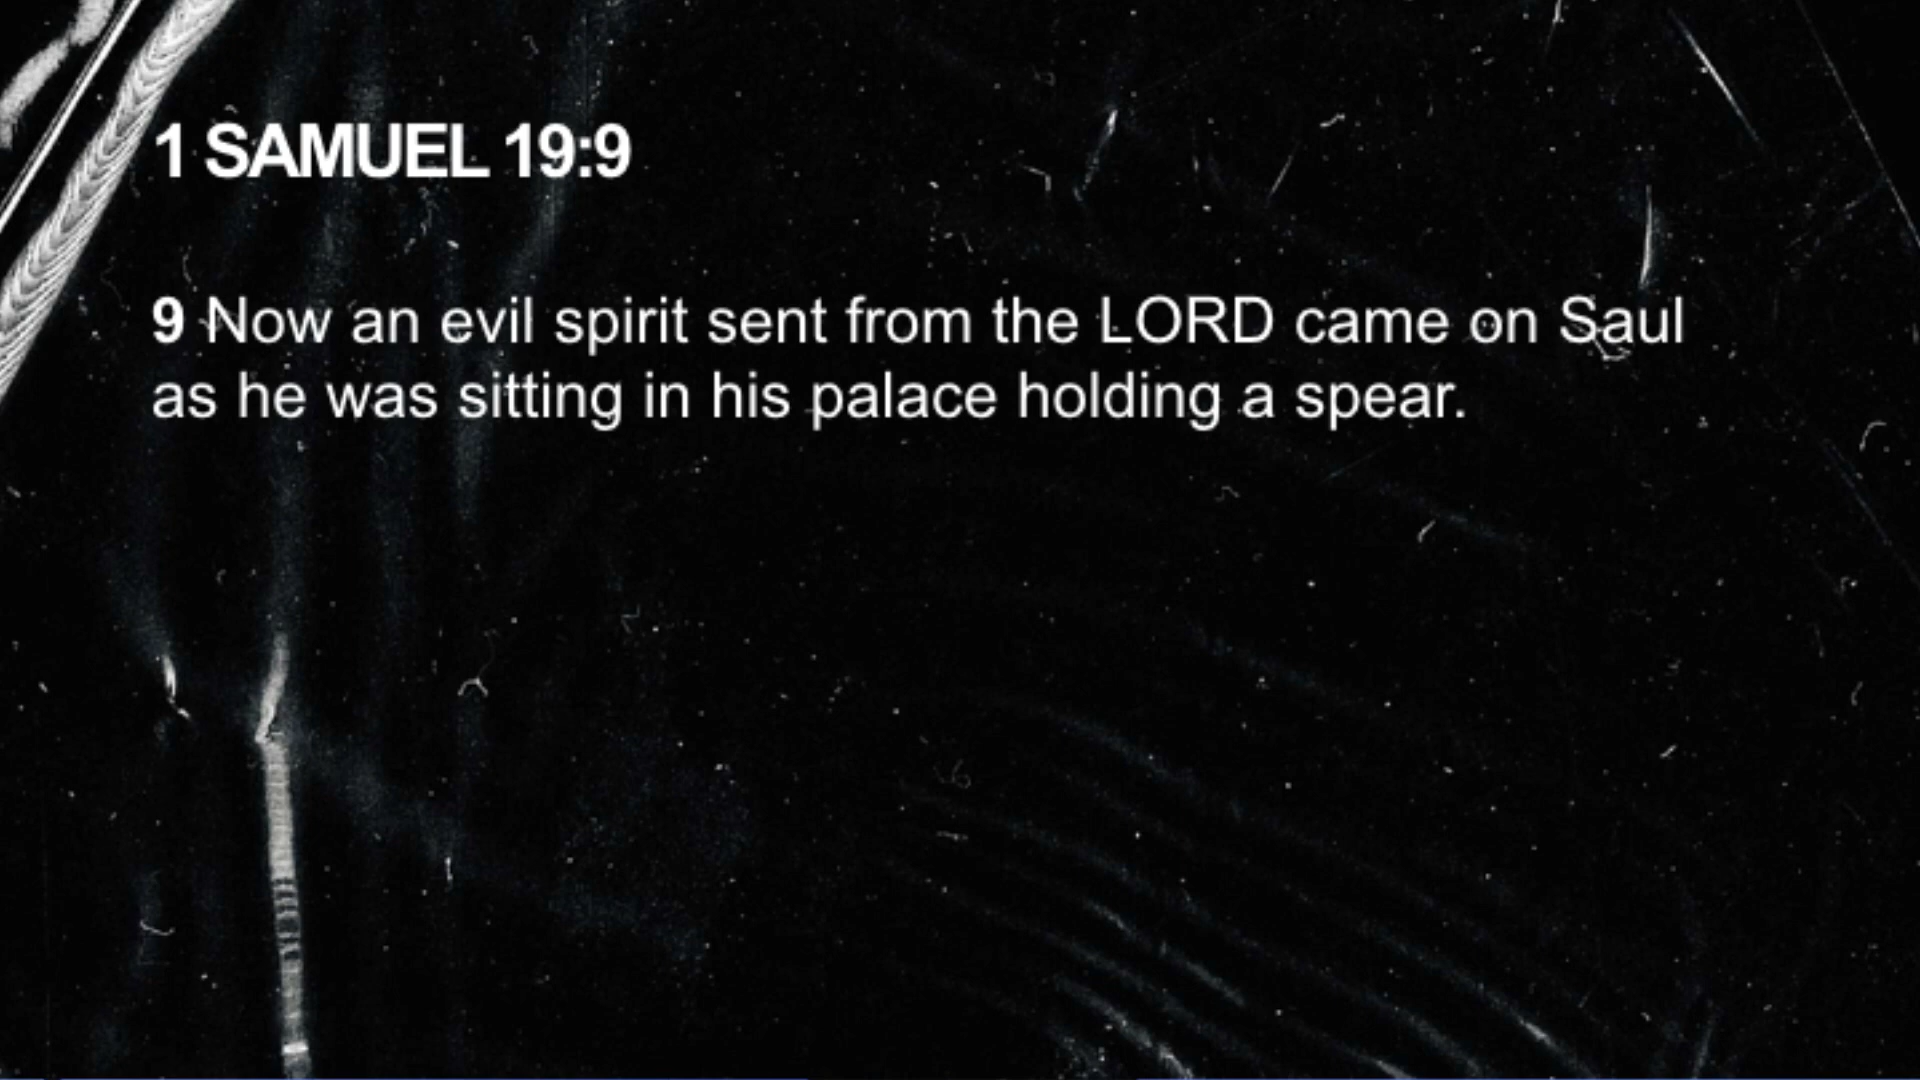 1 SAMUEL 19:9
9 Now an evil spirit sent from the LORD came on Saul
as he was sitting in his palace holding a spear.